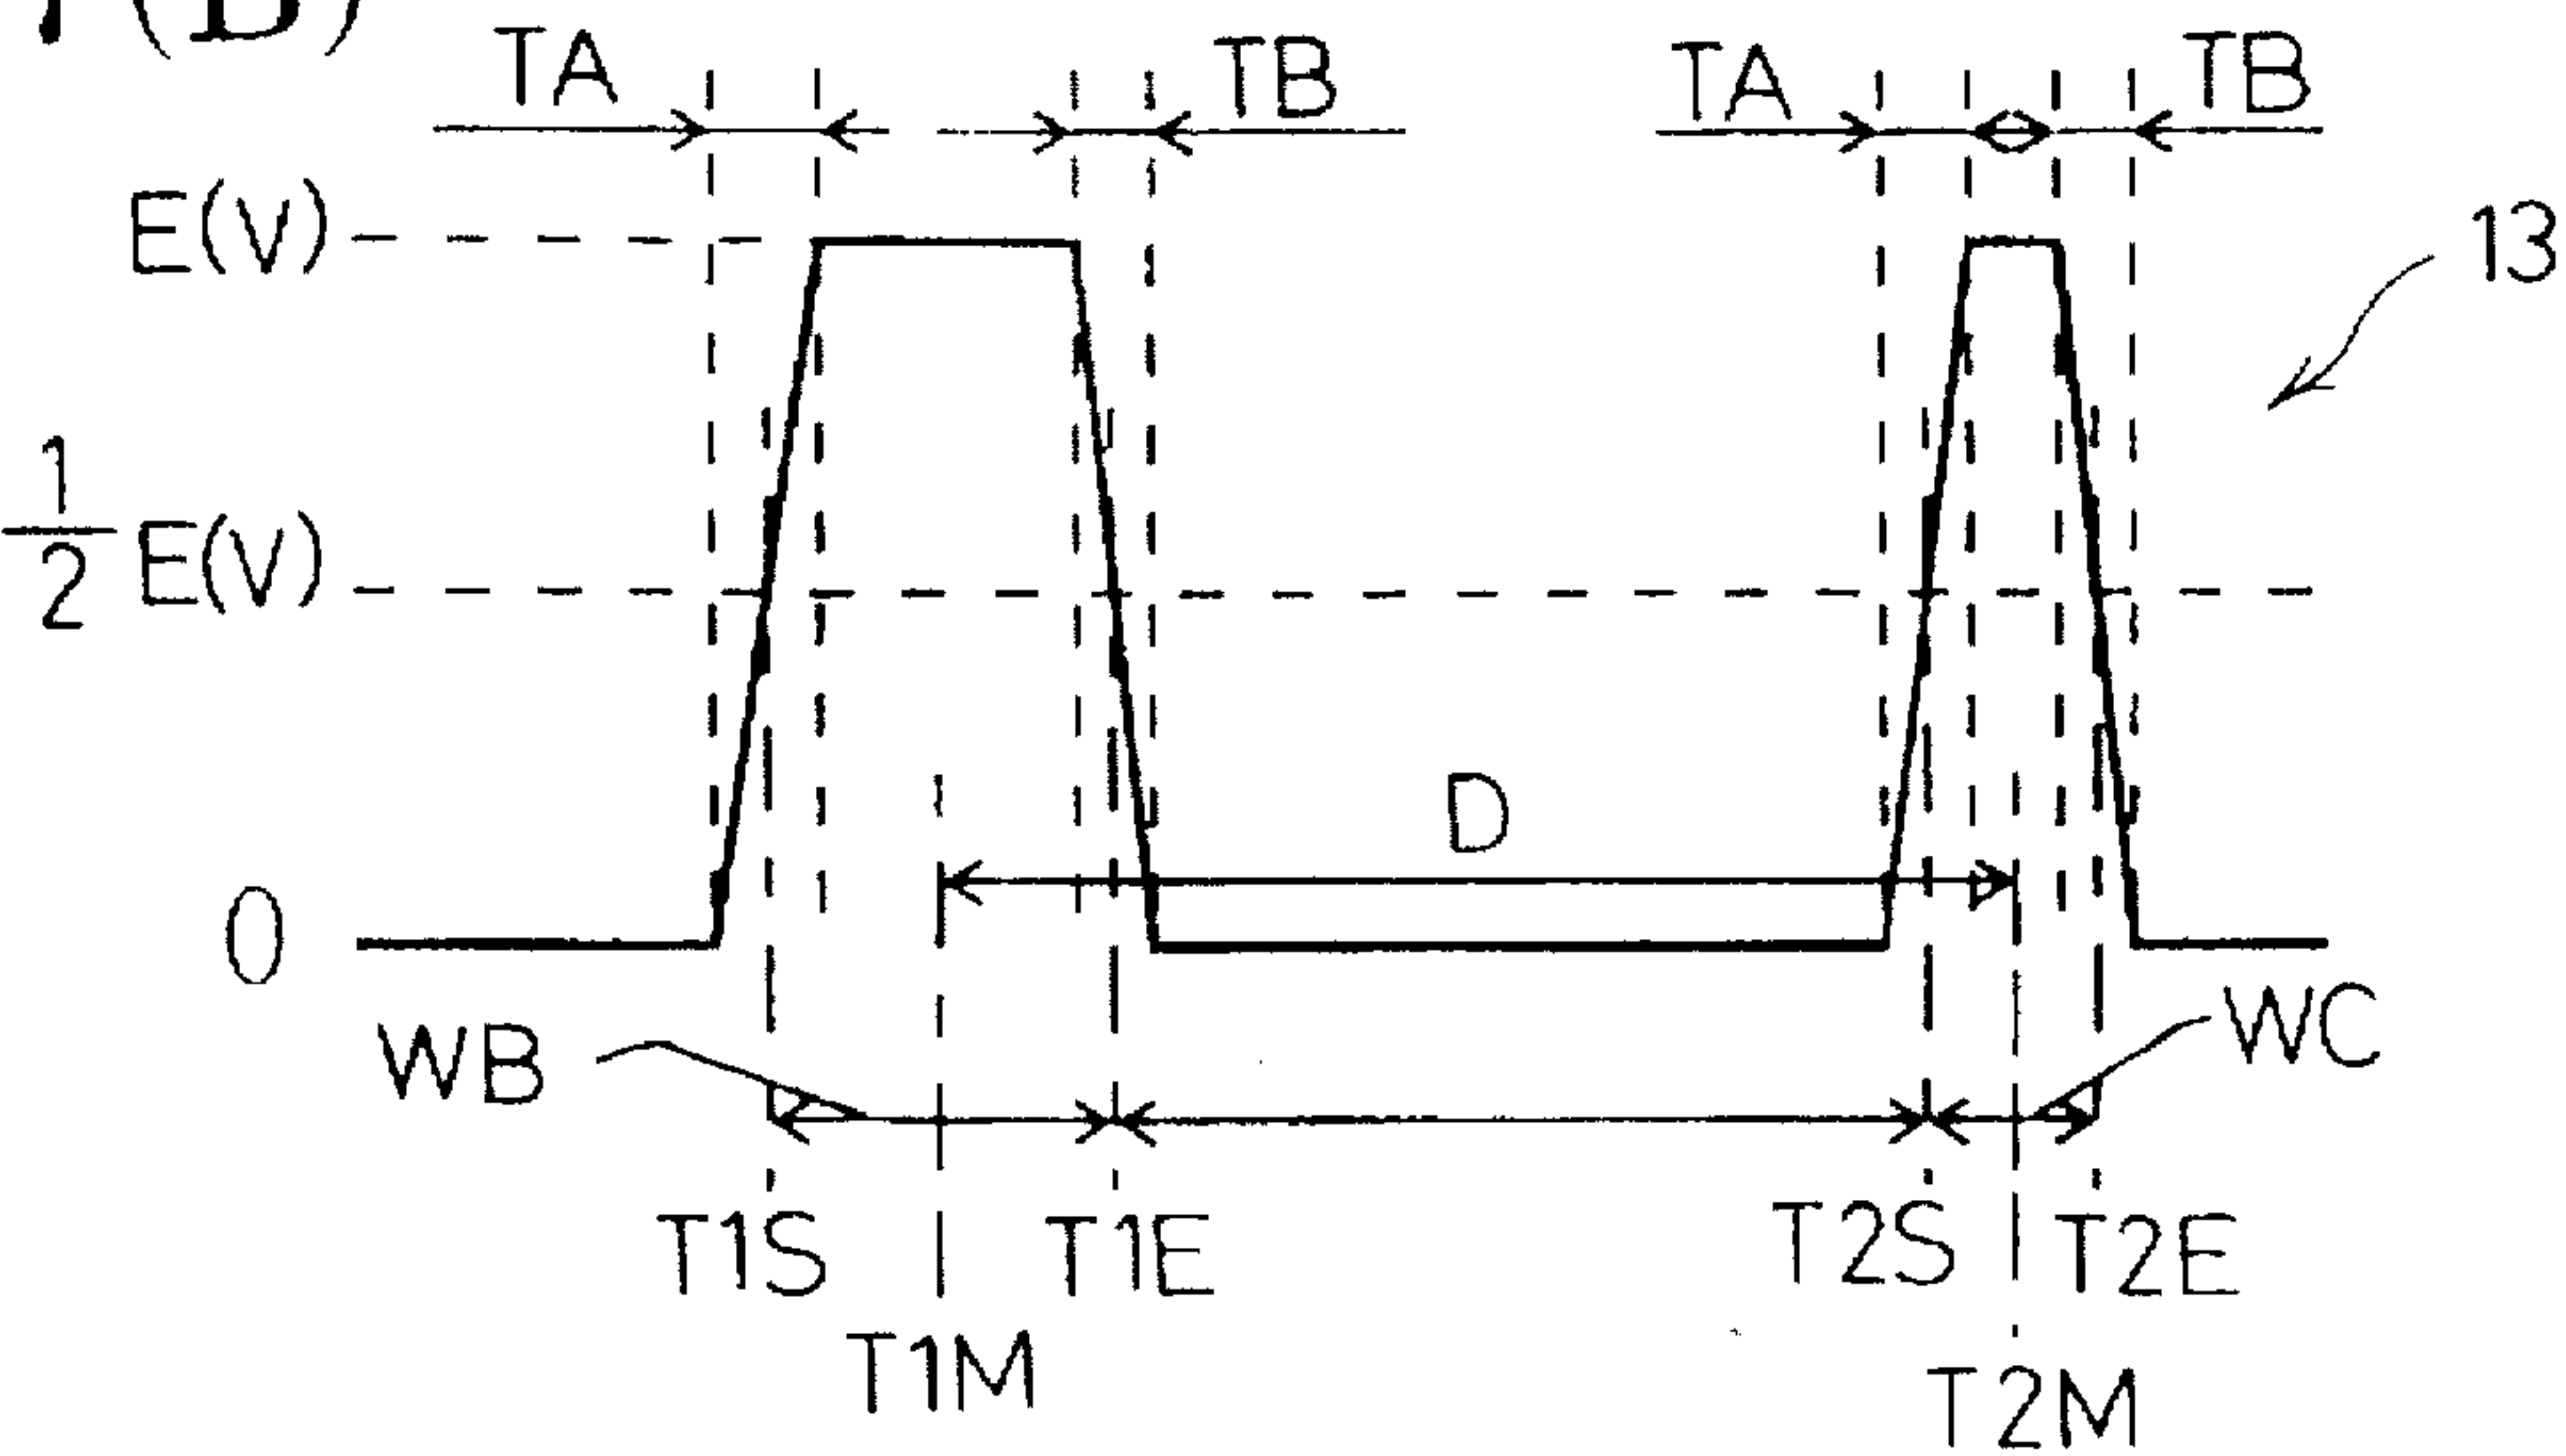 (B)
TA TB TA TB
E(V)
13
1/2 E(V)
D
0
WB WC
T1S T1E T2S T2E
T1M T2M